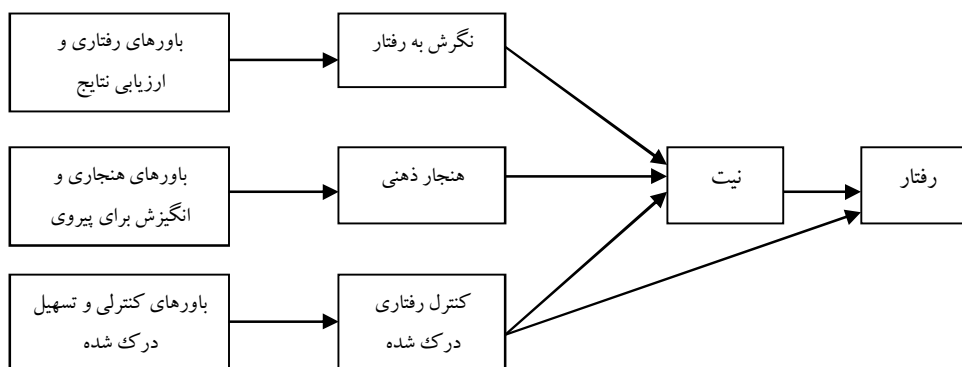 باورهای رفتاری و
ارزیابی نتایج
نگرش به رفتار
باورهای هنجاری و
انگیزش برای پیروی
هنجار ذهنی
نیت
رفتار
باورهای کنترلی و تسهیل
درک شده
کنترل رفتاری
درک شده